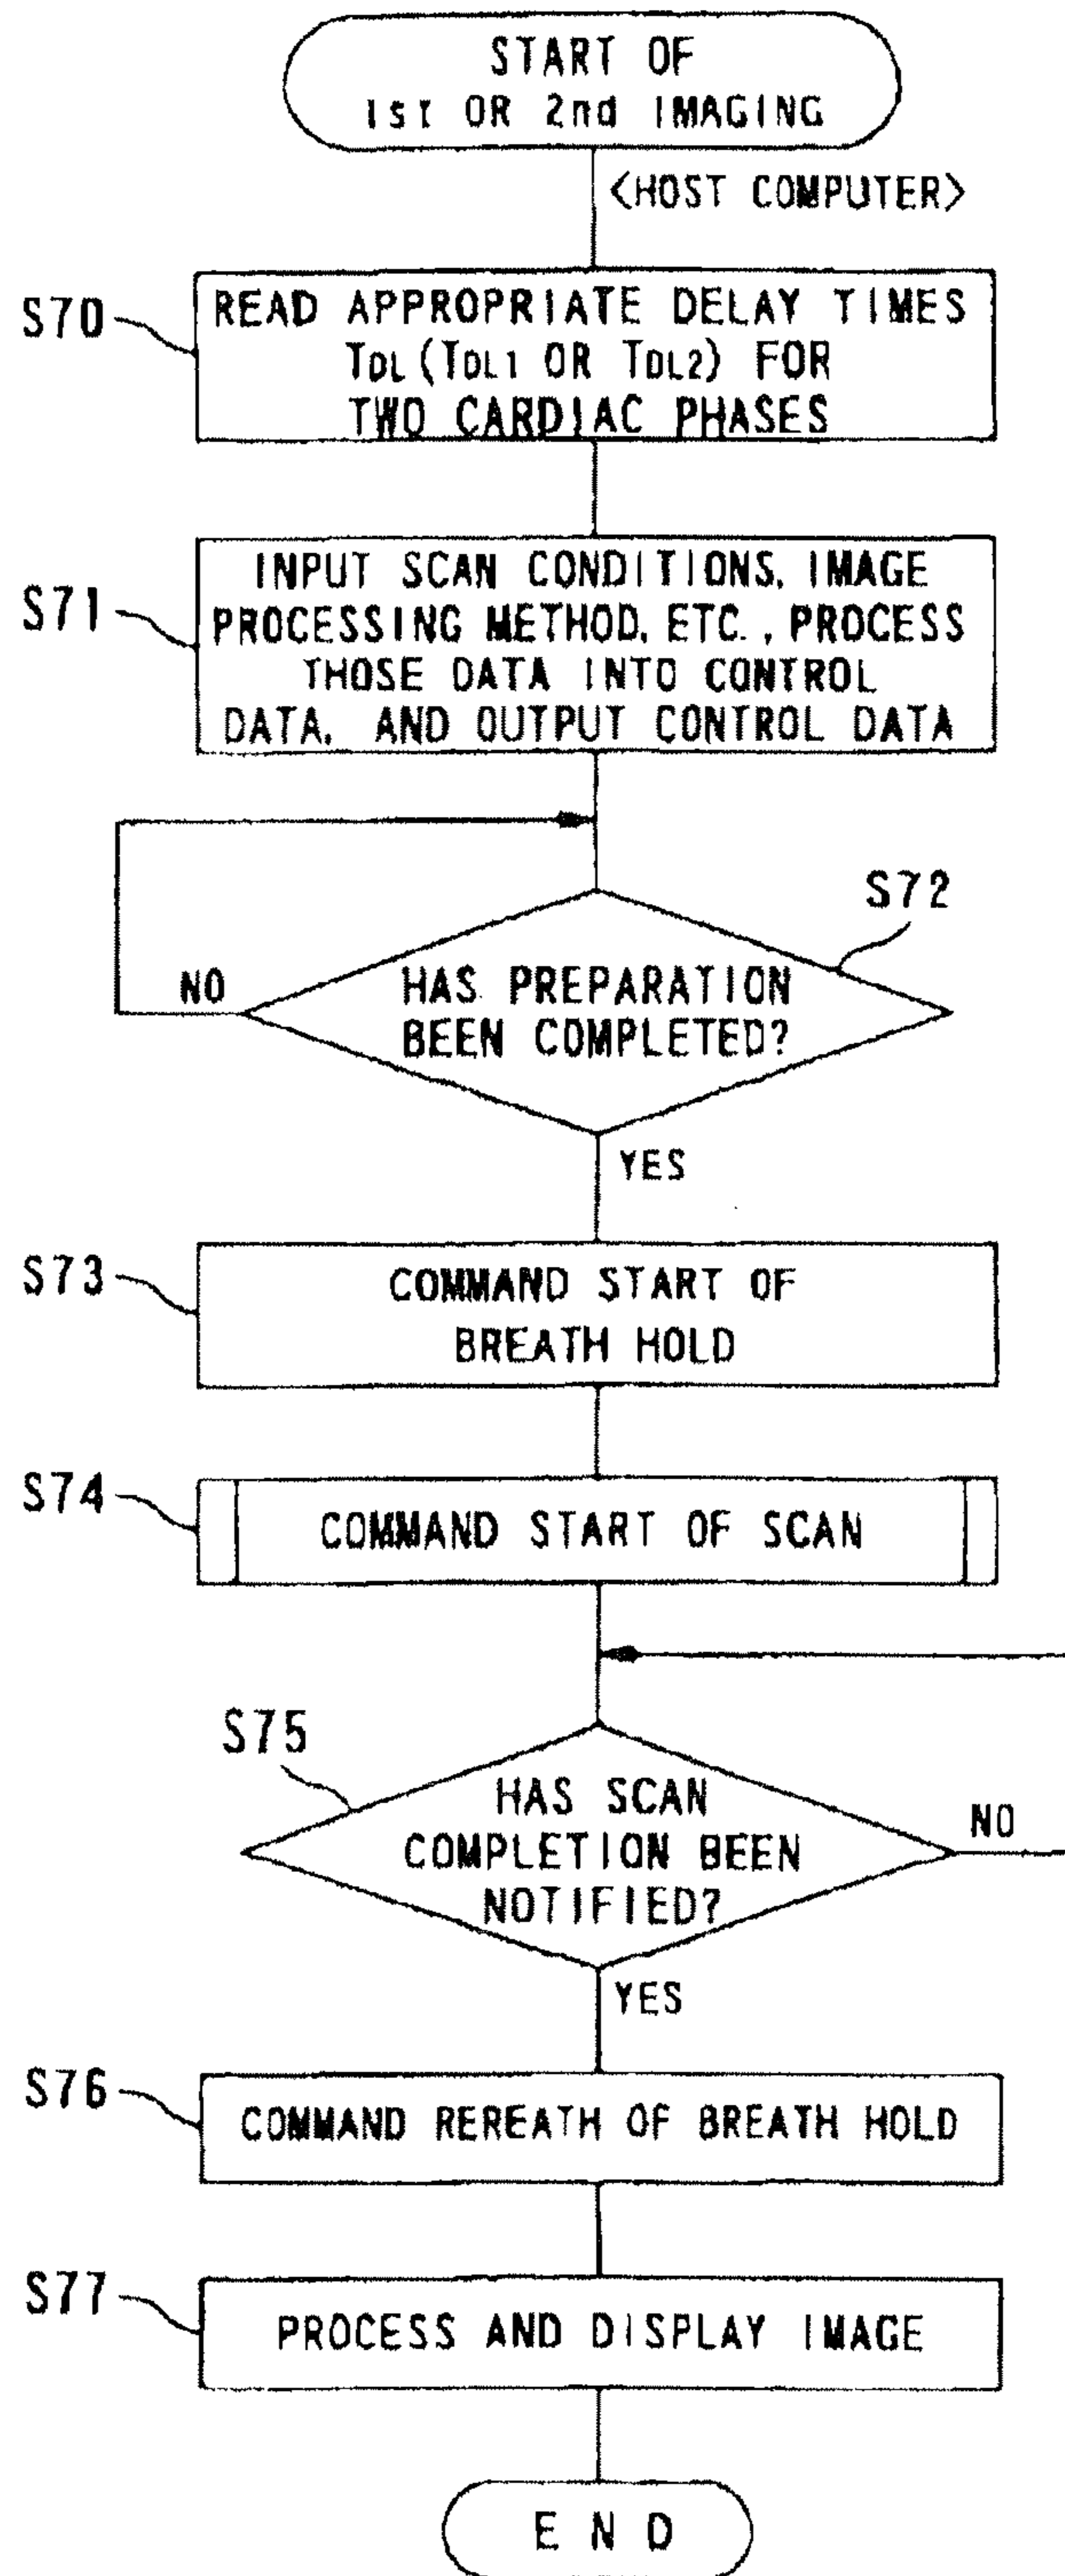 START OF
1st OR 2nd IMAGING
<HOST COMPUTER>
S70
READ APPROPRIATE DELAY TIMES
TDL (TDL1 OR TDL2) FOR
TWO CARDIAC PHASES
S71
INPUT SCAN CONDITIONS, IMAGE
PROCESSING METHOD, ETC., PROCESS
THOSE DATA INTO CONTROL
DATA, AND OUTPUT CONTROL DATA
S72
NO
HAS PREPARATION
BEEN COMPLETED?
YES
S73
COMMAND START OF
BREATH HOLD
S74
COMMAND START OF SCAN
S75
HAS SCAN
COMPLETION BEEN
NOTIFIED?
NO
YES
S76
COMMAND REREATH OF BREATH HOLD
S77
PROCESS AND DISPLAY IMAGE
END